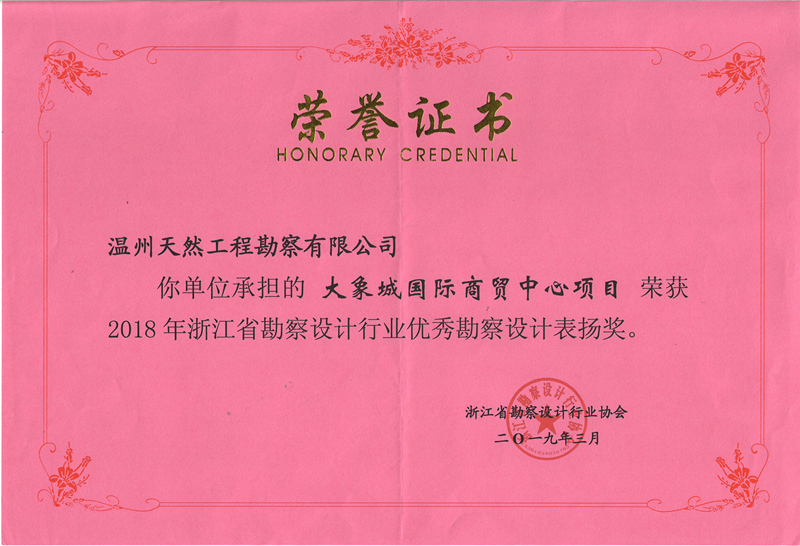 荣誉证书
HONORARY CREDENTIAL
温州天然工程勘察有限公司
你单位承担的 大象城国际商贸中心项目 荣获
2018年浙江省勘察设计行业优秀勘察设计表扬奖。
浙江省勘察设计行业协会
二〇一九年三月